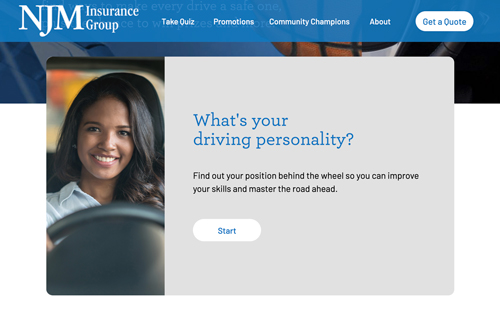 NJM Insurance Group
Take Quiz Promotions Community Champions About Get a Quote
to make every drive a safe one,
What's your
driving personality?
Find out your position behind the wheel so you can improve
your skills and master the road ahead.
Start